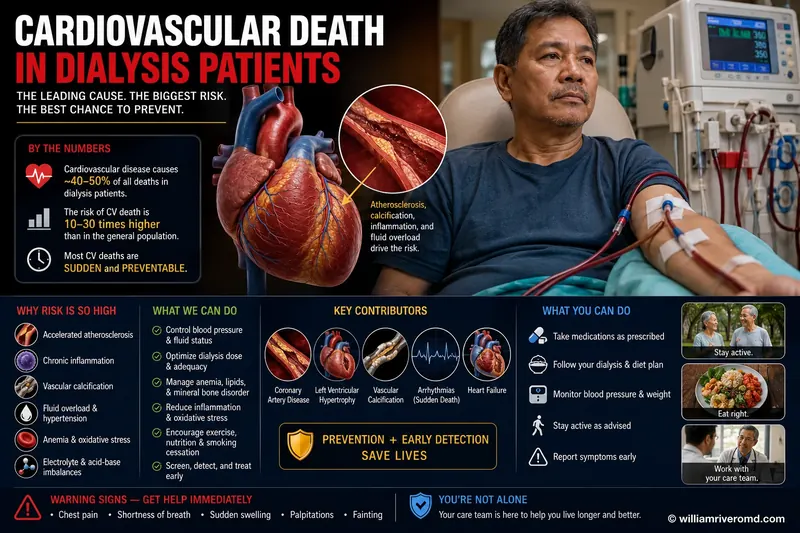 CARDIOVASCULAR DEATH
IN DIALYSIS PATIENTS
THE LEADING CAUSE. THE BIGGEST RISK.
THE BEST CHANCE TO PREVENT.
BY THE NUMBERS
Cardiovascular disease causes
~40–50%
of all deaths in
dialysis patients.
The risk of CV death is
10–30 times higher
than in the general population.
Most CV deaths are
SUDDEN and PREVENTABLE.
Atherosclerosis,
calcification,
inflammation, and
fluid overload
drive the risk.
360
380
350
WHY RISK IS SO HIGH
Accelerated atherosclerosis
Chronic inflammation
Vascular calcification
Fluid overload &
hypertension
Anemia & oxidative stress
Electrolyte & acid-base
imbalances
WHAT WE CAN DO
Control blood pressure
& fluid status
Optimize dialysis dose
& adequacy
Manage anemia, lipids,
& mineral bone disorder
Reduce inflammation
& oxidative stress
Encourage exercise,
nutrition & smoking
cessation
Screen, detect, and treat
early
KEY CONTRIBUTORS
Coronary
Artery Disease
Left Ventricular
Hypertrophy
Vascular
Calcification
Arrhythmias
(Sudden Death)
Heart Failure
PREVENTION + EARLY DETECTION
SAVE LIVES
WHAT YOU CAN DO
Take medications as prescribed
Follow your dialysis & diet plan
Monitor blood pressure & weight
Stay active as advised
Report symptoms early
Stay active.
Eat right.
Work with
your care team.
WARNING SIGNS — GET HELP IMMEDIATELY
• Chest pain • Shortness of breath • Sudden swelling • Palpitations • Fainting
YOU'RE NOT ALONE
Your care team is here to help you live longer and better.
© williamriveromd.com